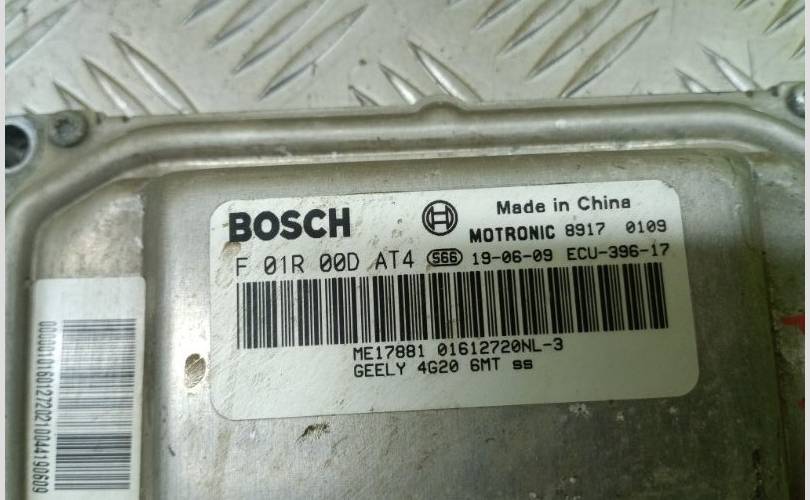 BOSCH
Made in China
MOTRONIC 8917 0109
F 01R 00D AT4 S66 19-06-09 ECU-396-17
ME17881 01612720NL-3
GEELY 4G20 6MT ss